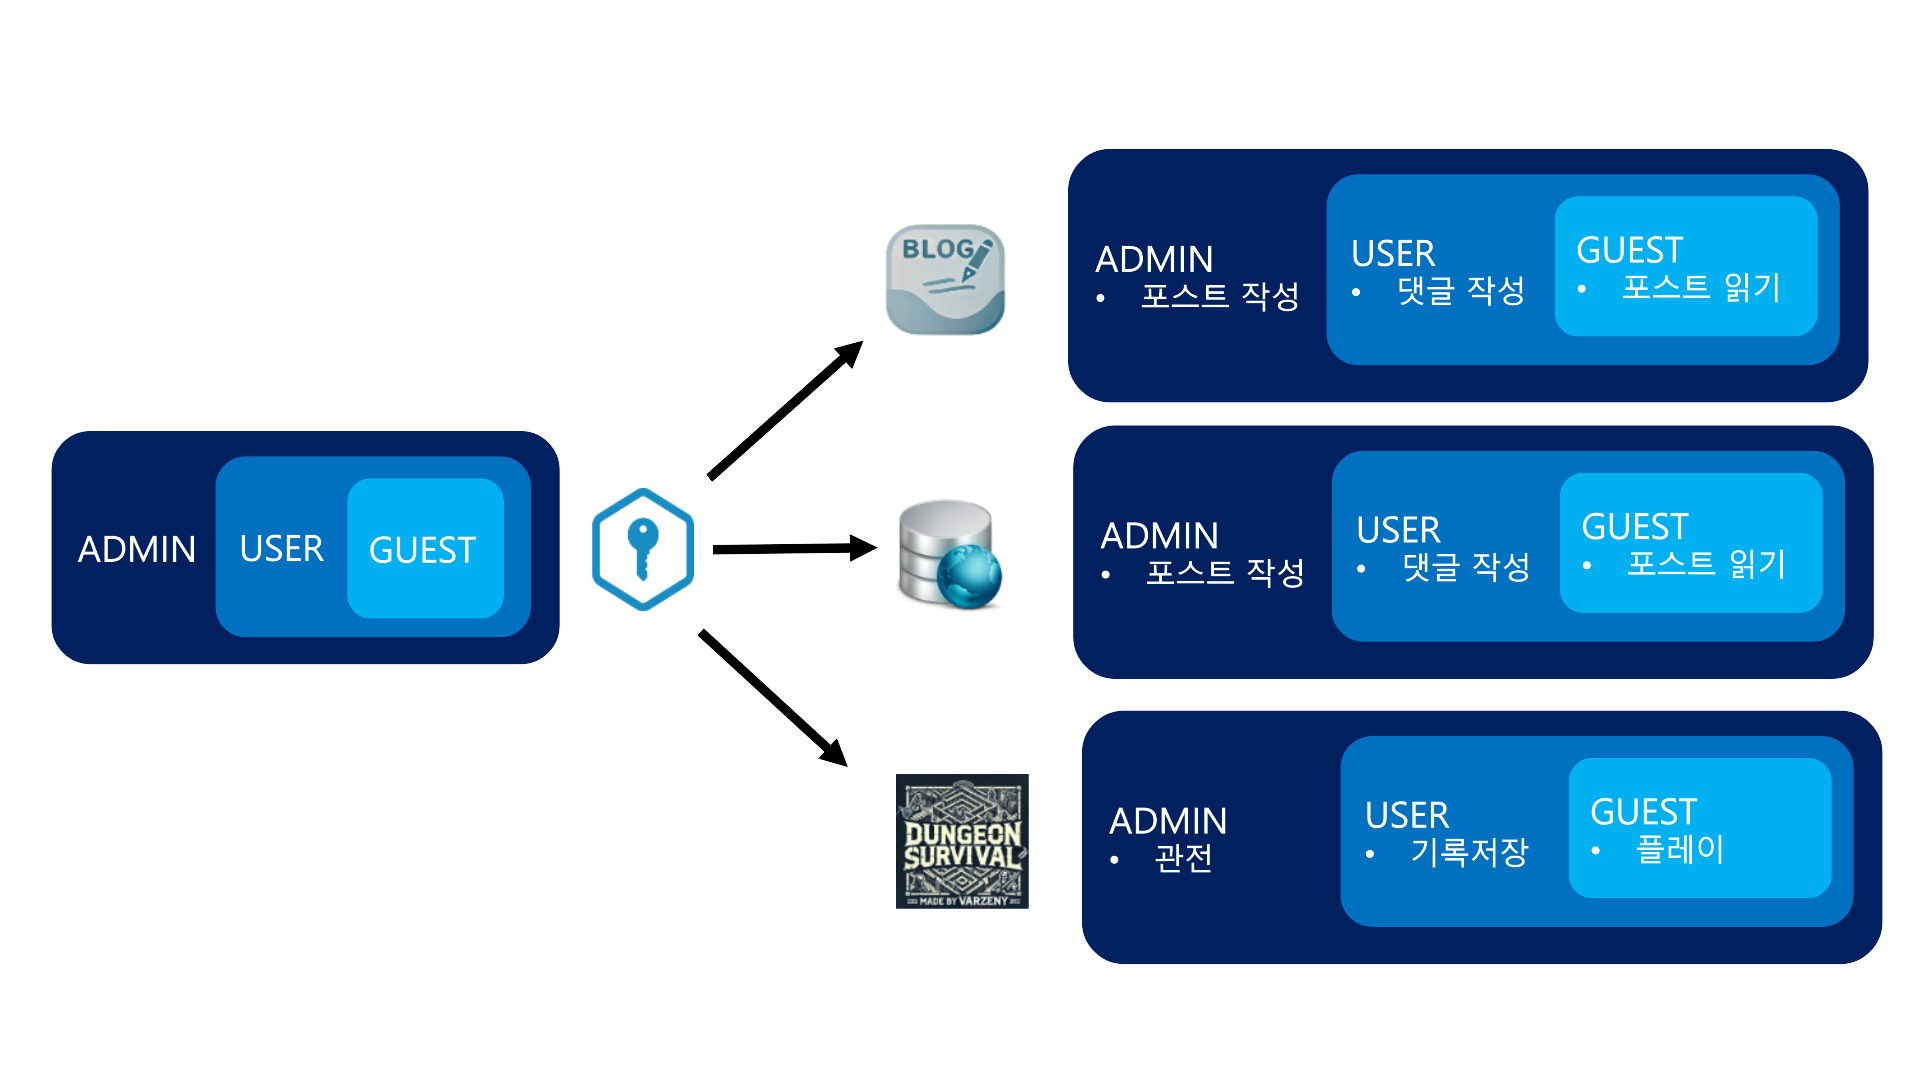 ADMIN
USER
GUEST
BLOG
ADMIN
• 포스트 작성
USER
• 댓글 작성
GUEST
• 포스트 읽기
ADMIN
• 포스트 작성
USER
• 댓글 작성
GUEST
• 포스트 읽기
DUNGEON
SURVIVAL
MADE BY VARZENY
ADMIN
• 관전
USER
• 기록저장
GUEST
• 플레이